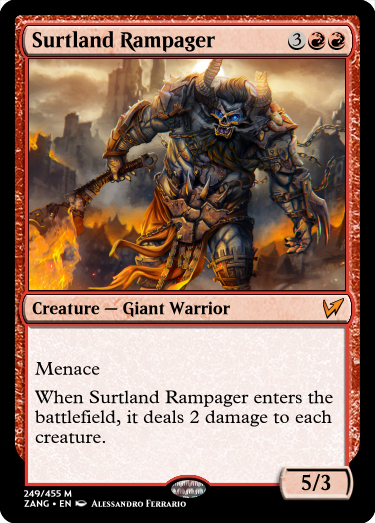 Surtland Rampager 3
Creature — Giant Warrior
Menace
When Surtland Rampager enters the
battlefield, it deals 2 damage to each
creature.
5/3
249/455 M
ZANG • EN Alessandro Ferrario